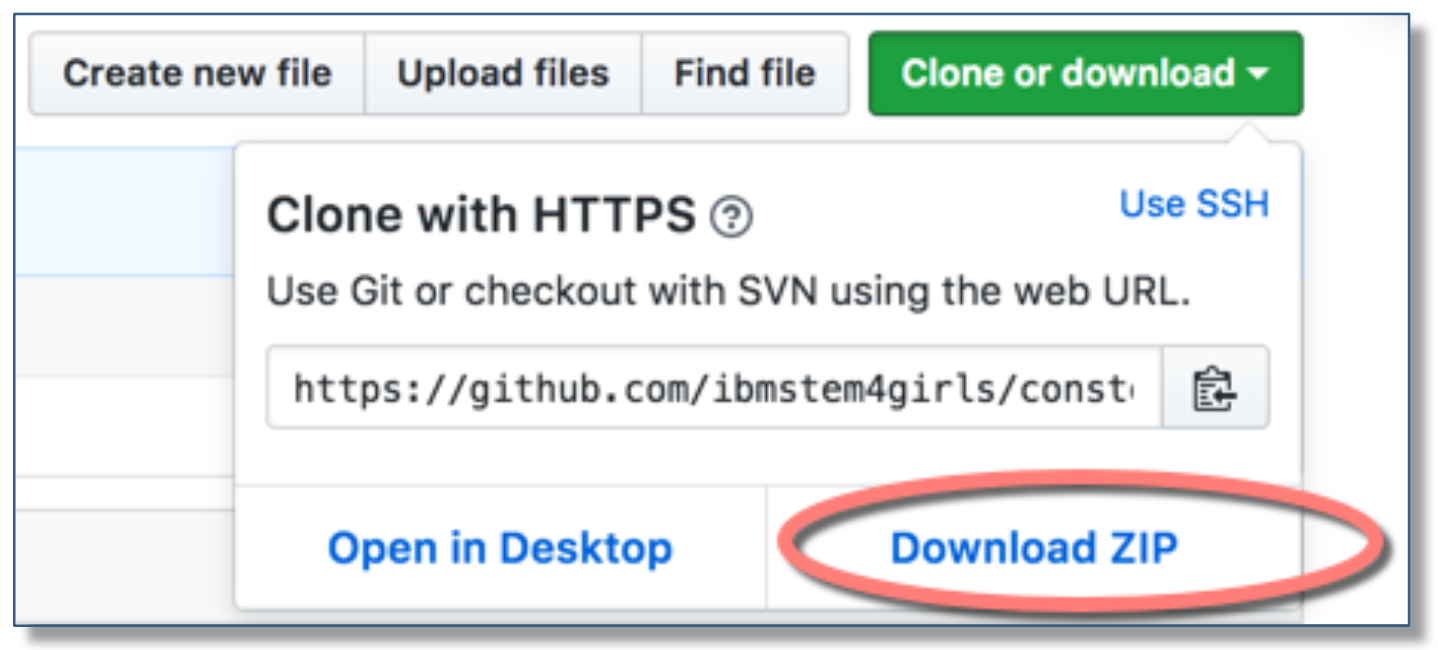 Create new file Upload files Find file Clone or download
Clone with HTTPS Use SSH
Use Git or checkout with SVN using the web URL.
https://github.com/ibmstem4girls/const
Open in Desktop Download ZIP